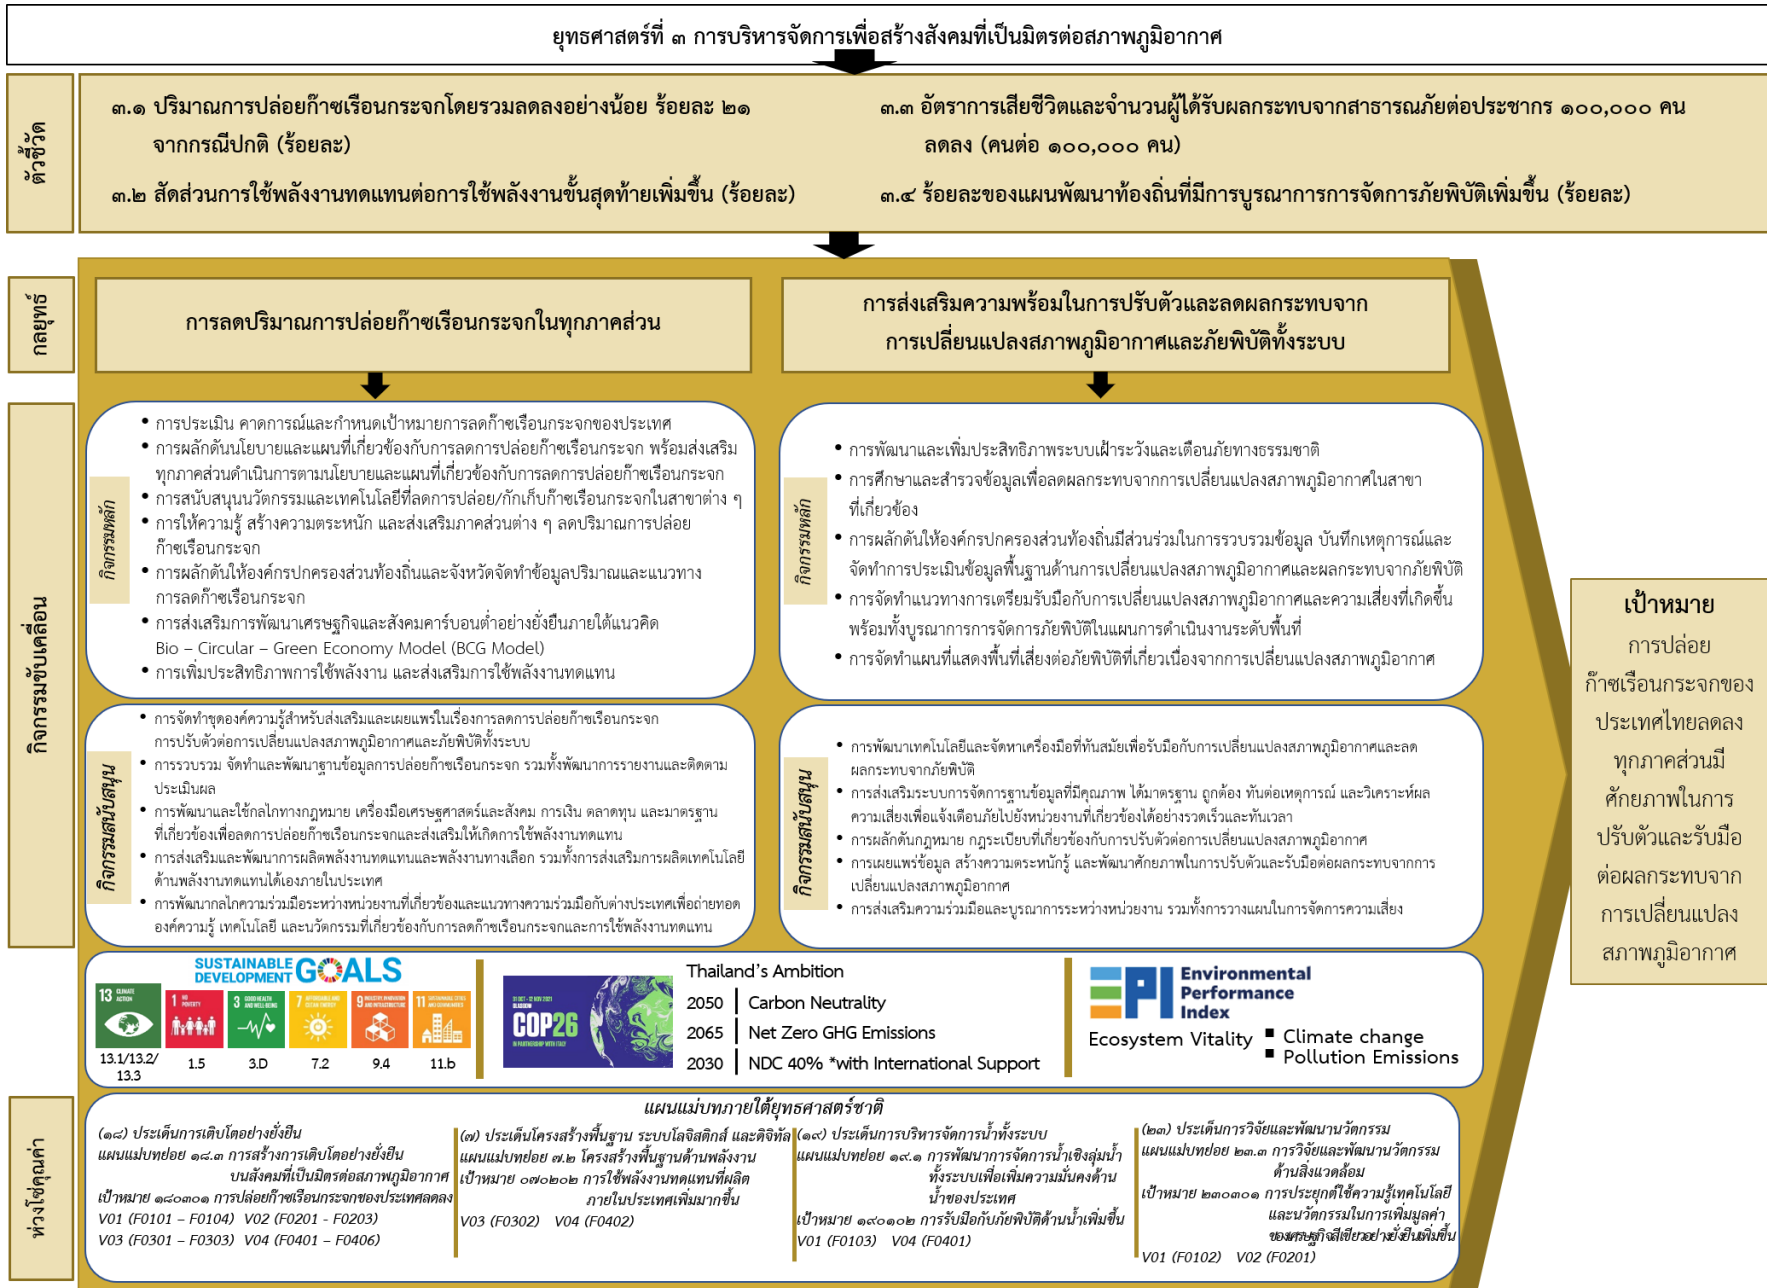 ยุทธศาสตร์ที่ ๓ การบริหารจัดการเพื่อสร้างสังคมที่เป็นมิตรต่อสภาพภูมิอากาศ
ตัวชี้วัด
๓.๑ ปริมาณการปล่อยก๊าซเรือนกระจกโดยรวมลดลงอย่างน้อย ร้อยละ ๒๑
จากกรณีปกติ (ร้อยละ)
๓.๒ สัดส่วนการใช้พลังงานทดแทนต่อการใช้พลังงานขั้นสุดท้ายเพิ่มขึ้น (ร้อยละ)
๓.๓ อัตราการเสียชีวิตและจำนวนผู้ได้รับผลกระทบจากสาธารณภัยต่อประชากร ๑๐๐,๐๐๐ คน
ลดลง (คนต่อ ๑๐๐,๐๐๐ คน)
๓.๔ ร้อยละของแผนพัฒนาท้องถิ่นที่มีการบูรณาการการจัดการภัยพิบัติเพิ่มขึ้น (ร้อยละ)
กลยุทธ์
การลดปริมาณการปล่อยก๊าซเรือนกระจกในทุกภาคส่วน
การส่งเสริมความพร้อมในการปรับตัวและลดผลกระทบจาก
การเปลี่ยนแปลงสภาพภูมิอากาศและภัยพิบัติทั้งระบบ
กิจกรรมขับเคลื่อน
กิจกรรมหลัก
• การประเมิน คาดการณ์และกำหนดเป้าหมายการลดก๊าซเรือนกระจกของประเทศ
• การผลักดันนโยบายและแผนที่เกี่ยวข้องกับการลดการปล่อยก๊าซเรือนกระจก พร้อมส่งเสริม
ทุกภาคส่วนดำเนินการตามนโยบายและแผนที่เกี่ยวข้องกับการลดการปล่อยก๊าซเรือนกระจก
• การสนับสนุนนวัตกรรมและเทคโนโลยีที่ลดการปล่อย/กักเก็บก๊าซเรือนกระจกในสาขาต่าง ๆ
• การให้ความรู้ สร้างความตระหนัก และส่งเสริมภาคส่วนต่าง ๆ ลดปริมาณการปล่อย
ก๊าซเรือนกระจก
• การผลักดันให้องค์กรปกครองส่วนท้องถิ่นและจังหวัดจัดทำข้อมูลปริมาณและแนวทาง
การลดก๊าซเรือนกระจก
• การส่งเสริมการพัฒนาเศรษฐกิจและสังคมคาร์บอนต่ำอย่างยั่งยืนภายใต้แนวคิด
Bio – Circular – Green Economy Model (BCG Model)
• การเพิ่มประสิทธิภาพการใช้พลังงาน และส่งเสริมการใช้พลังงานทดแทน
กิจกรรมหลัก
• การพัฒนาและเพิ่มประสิทธิภาพระบบเฝ้าระวังและเตือนภัยทางธรรมชาติ
• การศึกษาและสำรวจข้อมูลเพื่อลดผลกระทบจากการเปลี่ยนแปลงสภาพภูมิอากาศในสาขา
ที่เกี่ยวข้อง
• การผลักดันให้องค์กรปกครองส่วนท้องถิ่นมีส่วนร่วมในการรวบรวมข้อมูล บันทึกเหตุการณ์และ
จัดทำการประเมินข้อมูลพื้นฐานด้านการเปลี่ยนแปลงสภาพภูมิอากาศและผลกระทบจากภัยพิบัติ
• การจัดทำแนวทางการเตรียมรับมือกับการเปลี่ยนแปลงสภาพภูมิอากาศและความเสี่ยงที่เกิดขึ้น
พร้อมทั้งบูรณาการการจัดการภัยพิบัติในแผนการดำเนินงานระดับพื้นที่
• การจัดทำแผนที่แสดงพื้นที่เสี่ยงต่อภัยพิบัติที่เกี่ยวเนื่องจากการเปลี่ยนแปลงสภาพภูมิอากาศ
กิจกรรมสนับสนุน
• การจัดทำชุดองค์ความรู้สำหรับส่งเสริมและเผยแพร่ในเรื่องการลดการปล่อยก๊าซเรือนกระจก
การปรับตัวต่อการเปลี่ยนแปลงสภาพภูมิอากาศและภัยพิบัติทั้งระบบ
• การรวบรวม จัดทำและพัฒนาฐานข้อมูลการปล่อยก๊าซเรือนกระจก รวมทั้งพัฒนาการรายงานและติดตาม
ประเมินผล
• การพัฒนาและใช้กลไกทางกฎหมาย เครื่องมือเศรษฐศาสตร์และสังคม การเงิน ตลาดทุน และมาตรฐาน
ที่เกี่ยวข้องเพื่อลดการปล่อยก๊าซเรือนกระจกและส่งเสริมให้เกิดการใช้พลังงานทดแทน
• การส่งเสริมและพัฒนาการผลิตพลังงานทดแทนและพลังงานทางเลือก รวมทั้งการส่งเสริมการผลิตเทคโนโลยี
ด้านพลังงานทดแทนได้เองภายในประเทศ
• การพัฒนากลไกความร่วมมือระหว่างหน่วยงานที่เกี่ยวข้องและแนวทางความร่วมมือกับต่างประเทศเพื่อถ่ายทอด
องค์ความรู้ เทคโนโลยี และนวัตกรรมที่เกี่ยวข้องกับการลดก๊าซเรือนกระจกและการใช้พลังงานทดแทน
กิจกรรมสนับสนุน
• การพัฒนาเทคโนโลยีและจัดหาเครื่องมือที่ทันสมัยเพื่อรับมือกับการเปลี่ยนแปลงสภาพภูมิอากาศและลด
ผลกระทบจากภัยพิบัติ
• การส่งเสริมระบบการจัดการฐานข้อมูลที่มีคุณภาพ ได้มาตรฐาน ถูกต้อง ทันต่อเหตุการณ์ และวิเคราะห์ผล
ความเสี่ยงเพื่อแจ้งเตือนภัยไปยังหน่วยงานที่เกี่ยวข้องได้อย่างรวดเร็วและทันเวลา
• การผลักดันกฎหมาย กฎระเบียบที่เกี่ยวข้องกับการปรับตัวต่อการเปลี่ยนแปลงสภาพภูมิอากาศ
• การเผยแพร่ข้อมูล สร้างความตระหนักรู้ และพัฒนาศักยภาพในการปรับตัวและรับมือต่อผลกระทบจากการ
เปลี่ยนแปลงสภาพภูมิอากาศ
• การส่งเสริมความร่วมมือและบูรณาการระหว่างหน่วยงาน รวมทั้งการวางแผนในการจัดการความเสี่ยง
เป้าหมาย
การปล่อย
ก๊าซเรือนกระจกของ
ประเทศไทยลดลง
ทุกภาคส่วนมี
ศักยภาพในการ
ปรับตัวและรับมือ
ต่อผลกระทบจาก
การเปลี่ยนแปลง
สภาพภูมิอากาศ
SUSTAINABLE DEVELOPMENT GOALS
13 CLIMATE ACTION
1 NO POVERTY
3 GOOD HEALTH AND WELL-BEING
7 AFFORDABLE AND CLEAN ENERGY
9 INDUSTRY, INNOVATION AND INFRASTRUCTURE
11 SUSTAINABLE CITIES AND COMMUNITIES
13.1/13.2/
13.3
1.5
3.D
7.2
9.4
11.b
31 OCT - 12 NOV 2021
GLASGOW
COP26
IN PARTNERSHIP WITH ITALY
Thailand's Ambition
2050 Carbon Neutrality
2065 Net Zero GHG Emissions
2030 NDC 40% *with International Support
EPI Environmental
Performance
Index
Ecosystem Vitality
▪ Climate change
▪ Pollution Emissions
ห่วงโซ่คุณค่า
แผนแม่บทภายใต้ยุทธศาสตร์ชาติ
(๑๘) ประเด็นการเติบโตอย่างยั่งยืน
แผนแม่บทย่อย ๑๘.๓ การสร้างการเติบโตอย่างยั่งยืน
บนสังคมที่เป็นมิตรต่อสภาพภูมิอากาศ
เป้าหมาย ๑๘๐๓๐๑ การปล่อยก๊าซเรือนกระจกของประเทศลดลง
V01 (F0101 – F0104) V02 (F0201 - F0203)
V03 (F0301 – F0303) V04 (F0401 – F0406)
(๗) ประเด็นโครงสร้างพื้นฐาน ระบบโลจิสติกส์ และดิจิทัล
แผนแม่บทย่อย ๗.๒ โครงสร้างพื้นฐานด้านพลังงาน
เป้าหมาย ๐๗๐๒๐๒ การใช้พลังงานทดแทนที่ผลิต
ภายในประเทศเพิ่มมากขึ้น
V03 (F0302) V04 (F0402)
(๑๙) ประเด็นการบริหารจัดการน้ำทั้งระบบ
แผนแม่บทย่อย ๑๙.๑ การพัฒนาการจัดการน้ำเชิงลุ่มน้ำ
ทั้งระบบเพื่อเพิ่มความมั่นคงด้าน
น้ำของประเทศ
เป้าหมาย ๑๙๐๑๐๒ การรับมือกับภัยพิบัติด้านน้ำเพิ่มขึ้น
V01 (F0103) V04 (F0401)
(๒๓) ประเด็นการวิจัยและพัฒนานวัตกรรม
แผนแม่บทย่อย ๒๓.๓ การวิจัยและพัฒนานวัตกรรม
ด้านสิ่งแวดล้อม
เป้าหมาย ๒๓๐๓๐๑ การประยุกต์ใช้ความรู้เทคโนโลยี
และนวัตกรรมในการเพิ่มมูลค่า
ของเศรษฐกิจสีเขียวอย่างยั่งยืนเพิ่มขึ้น
V01 (F0102) V02 (F0201)